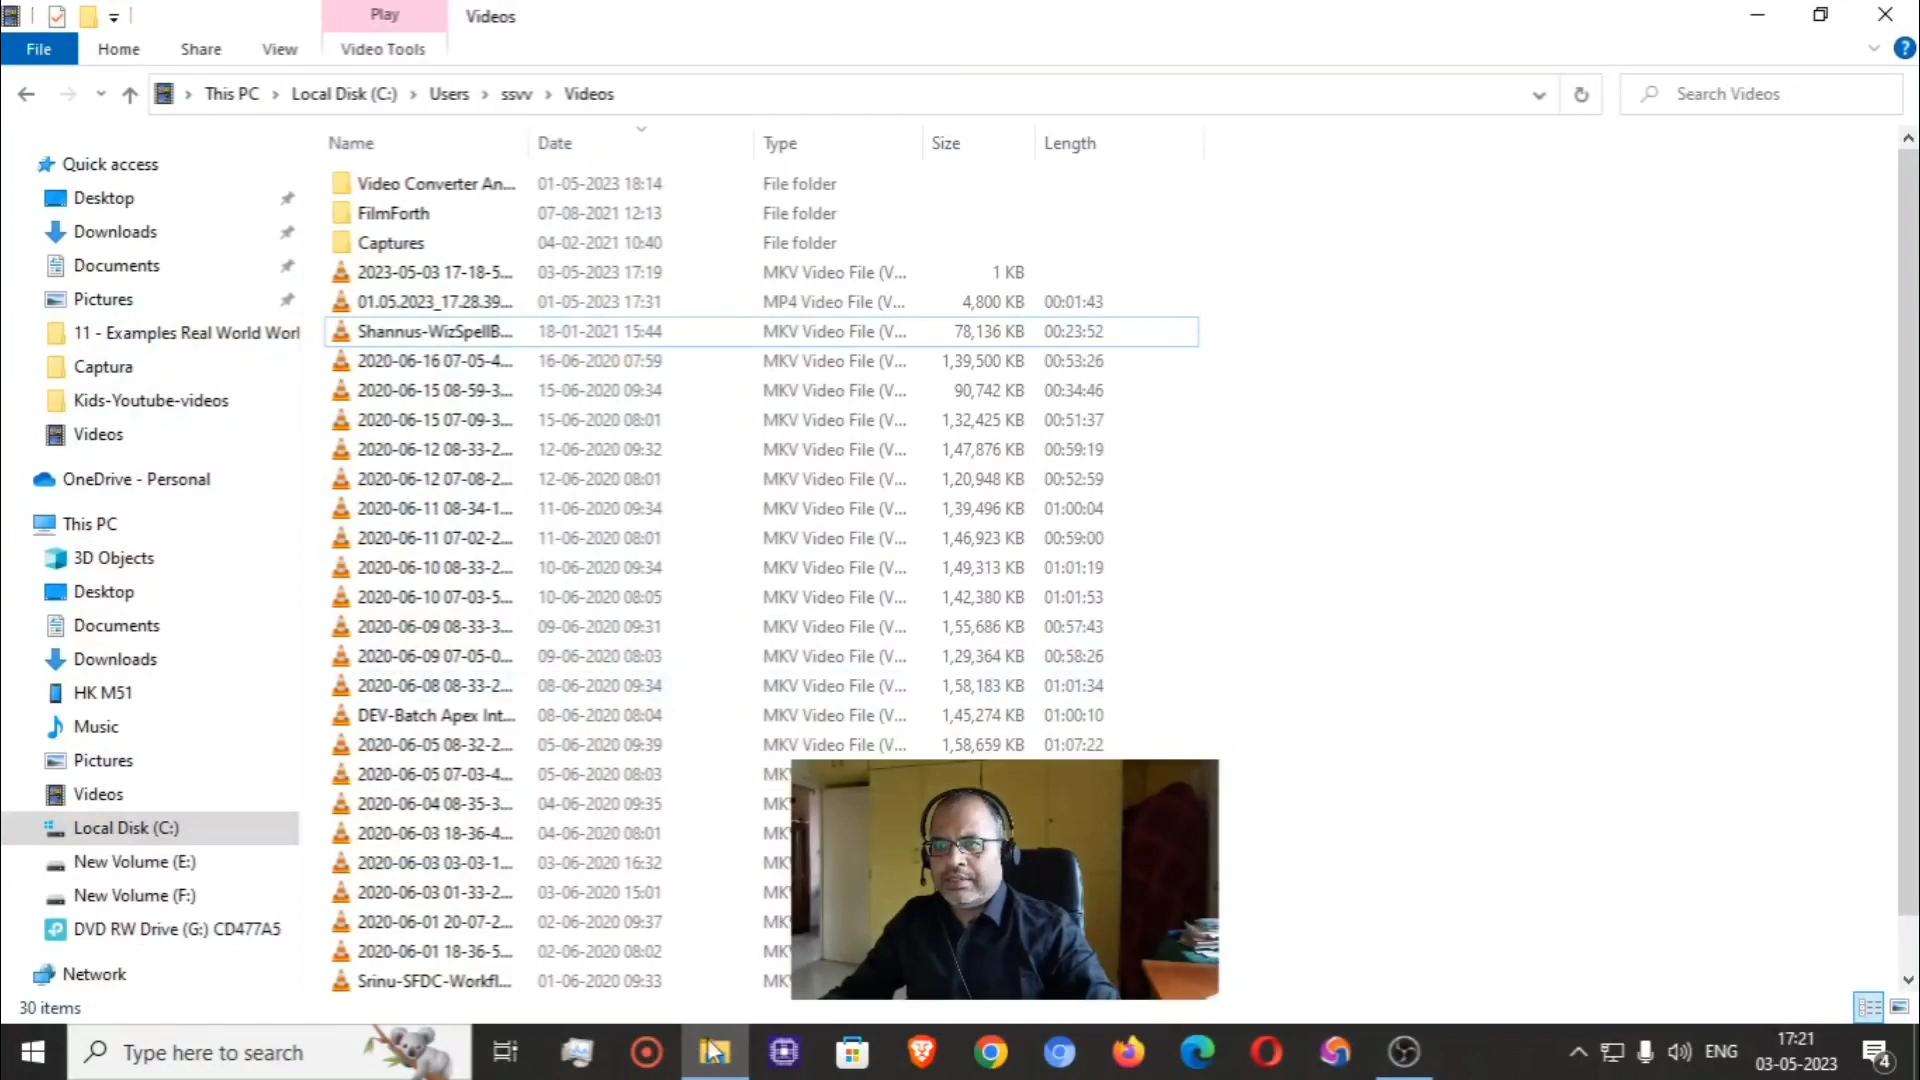 Play
Videos
File
Home
Share
View
Video Tools
This PC
Local Disk (C:)
Users
ssvv
Videos
Search Videos
Name
Date
Type
Size
Length
Quick access
Desktop
Downloads
Documents
Pictures
11 - Examples Real World Worl
Captura
Kids-Youtube-videos
Videos
OneDrive - Personal
This PC
3D Objects
Desktop
Documents
Downloads
HK M51
Music
Pictures
Videos
Local Disk (C:)
New Volume (E:)
New Volume (F:)
DVD RW Drive (G:) CD477A5
Network
Video Converter An... 01-05-2023 18:14 File folder
FilmForth 07-08-2021 12:13 File folder
Captures 04-02-2021 10:40 File folder
2023-05-03 17-18-5... 03-05-2023 17:19 MKV Video File (V... 1 KB
01.05.2023_17.28.39... 01-05-2023 17:31 MP4 Video File (V... 4,800 KB 00:01:43
Shannus-WizSpellB... 18-01-2021 15:44 MKV Video File (V... 78,136 KB 00:23:52
2020-06-16 07-05-4... 16-06-2020 07:59 MKV Video File (V... 1,39,500 KB 00:53:26
2020-06-15 08-59-3... 15-06-2020 09:34 MKV Video File (V... 90,742 KB 00:34:46
2020-06-15 07-09-3... 15-06-2020 08:01 MKV Video File (V... 1,32,425 KB 00:51:37
2020-06-12 08-33-2... 12-06-2020 09:32 MKV Video File (V... 1,47,876 KB 00:59:19
2020-06-12 07-08-2... 12-06-2020 08:01 MKV Video File (V... 1,20,948 KB 00:52:59
2020-06-11 08-34-1... 11-06-2020 09:34 MKV Video File (V... 1,39,496 KB 01:00:04
2020-06-11 07-02-2... 11-06-2020 08:01 MKV Video File (V... 1,46,923 KB 00:59:00
2020-06-10 08-33-2... 10-06-2020 09:34 MKV Video File (V... 1,49,313 KB 01:01:19
2020-06-10 07-03-5... 10-06-2020 08:05 MKV Video File (V... 1,42,380 KB 01:01:53
2020-06-09 08-33-3... 09-06-2020 09:31 MKV Video File (V... 1,55,686 KB 00:57:43
2020-06-09 07-05-0... 09-06-2020 08:03 MKV Video File (V... 1,29,364 KB 00:58:26
2020-06-08 08-33-2... 08-06-2020 09:34 MKV Video File (V... 1,58,183 KB 01:01:34
DEV-Batch Apex Int... 08-06-2020 08:04 MKV Video File (V... 1,45,274 KB 01:00:10
2020-06-05 08-32-2... 05-06-2020 09:39 MKV Video File (V... 1,58,659 KB 01:07:22
2020-06-05 07-03-4... 05-06-2020 08:03 MK
2020-06-04 08-35-3... 04-06-2020 09:35 MK
2020-06-03 18-36-4... 04-06-2020 08:01 MK
2020-06-03 03-03-1... 03-06-2020 16:32 MK
2020-06-03 01-33-2... 03-06-2020 15:01 MK
2020-06-01 20-07-2... 02-06-2020 09:37 MK
2020-06-01 18-36-5... 02-06-2020 08:02 MK
Srinu-SFDC-Workfl... 01-06-2020 09:33 MK
30 items
Type here to search
ENG
17:21
03-05-2023
4